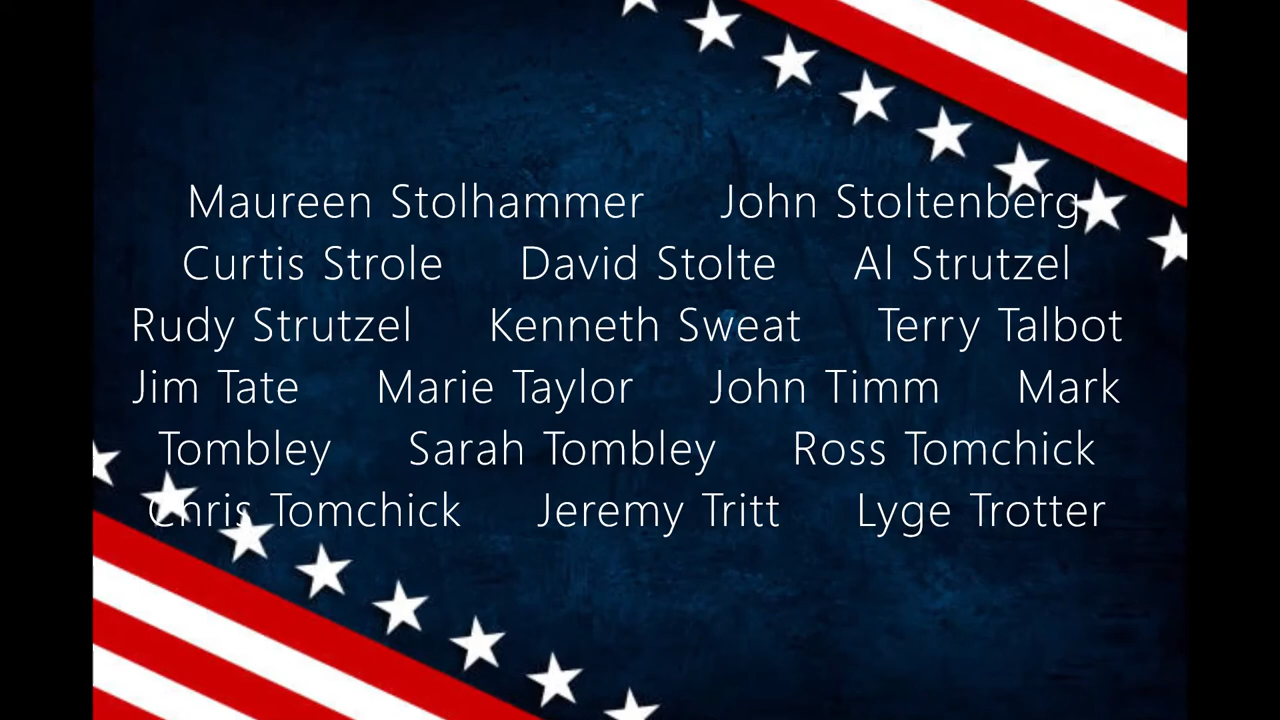 Maureen Stolhammer John Stoltenberg
Curtis Strole David Stolte Al Strutzel
Rudy Strutzel Kenneth Sweat Terry Talbot
Jim Tate Marie Taylor John Timm Mark
Tombley Sarah Tombley Ross Tomchick
Chris Tomchick Jeremy Tritt Lyge Trotter